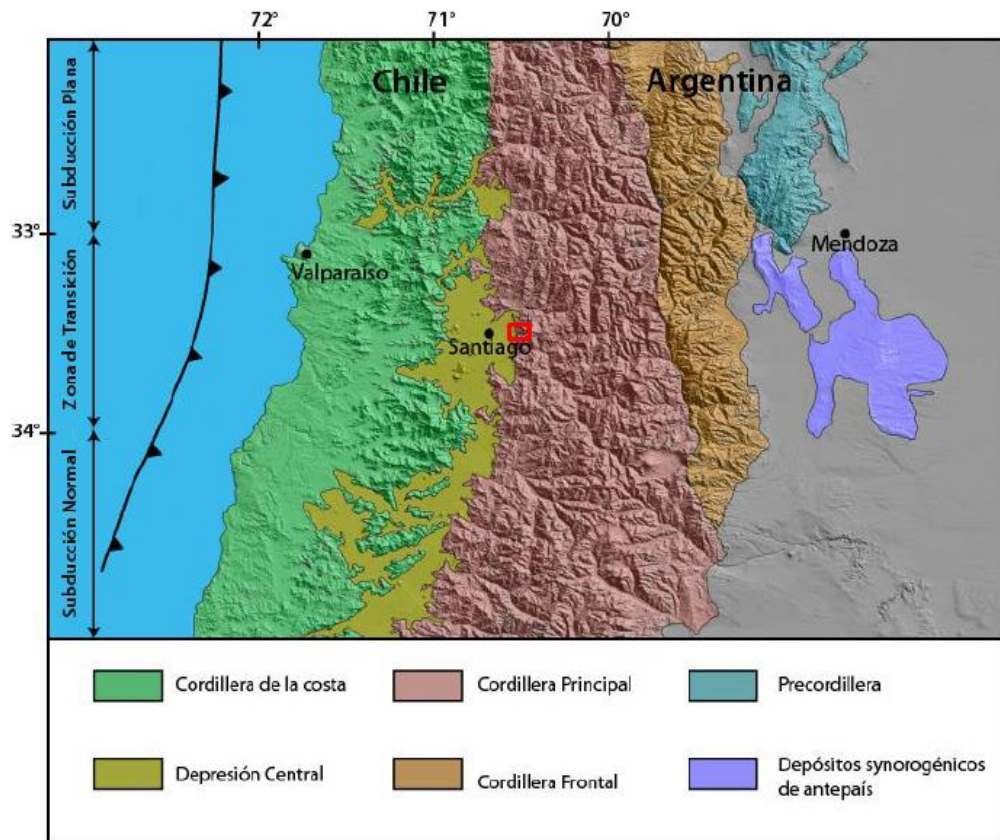 72° 71° 70°
Chile Argentina
Subducción Plana
33°
Mendoza
Valparaíso
Zona de Transición
Santiago
34°
Subducción Normal
Cordillera de la costa Cordillera Principal Precordillera
Depresión Central Cordillera Frontal Depósitos synorogénicos
de antepaís